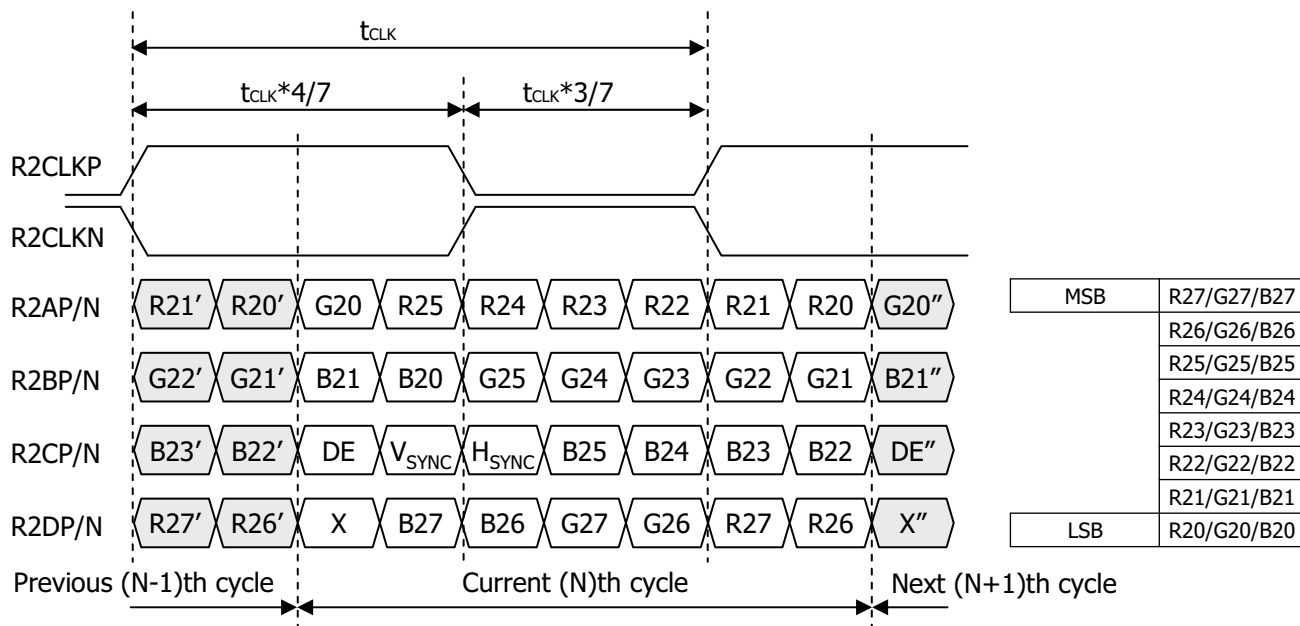 tCLK
tCLK*4/7 tCLK*3/7
R2CLKP
R2CLKN
R2AP/N R21′ R20′ G20 R25 R24 R23 R22 R21 R20 G20″
R2BP/N G22′ G21′ B21 B20 G25 G24 G23 G22 G21 B21″
R2CP/N B23′ B22′ DE VSYNC HSYNC B25 B24 B23 B22 DE″
R2DP/N R27′ R26′ X B27 B26 G27 G26 R27 R26 X″
Previous (N-1)th cycle Current (N)th cycle Next (N+1)th cycle
MSB R27/G27/B27
R26/G26/B26
R25/G25/B25
R24/G24/B24
R23/G23/B23
R22/G22/B22
R21/G21/B21
LSB R20/G20/B20